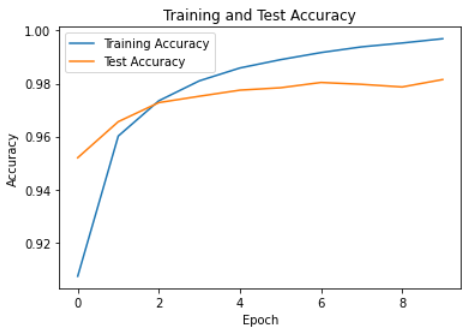 Training and Test Accuracy
1.00
0.98
0.96
0.94
0.92
Accuracy
Training Accuracy
Test Accuracy
0 2 4 6 8
Epoch